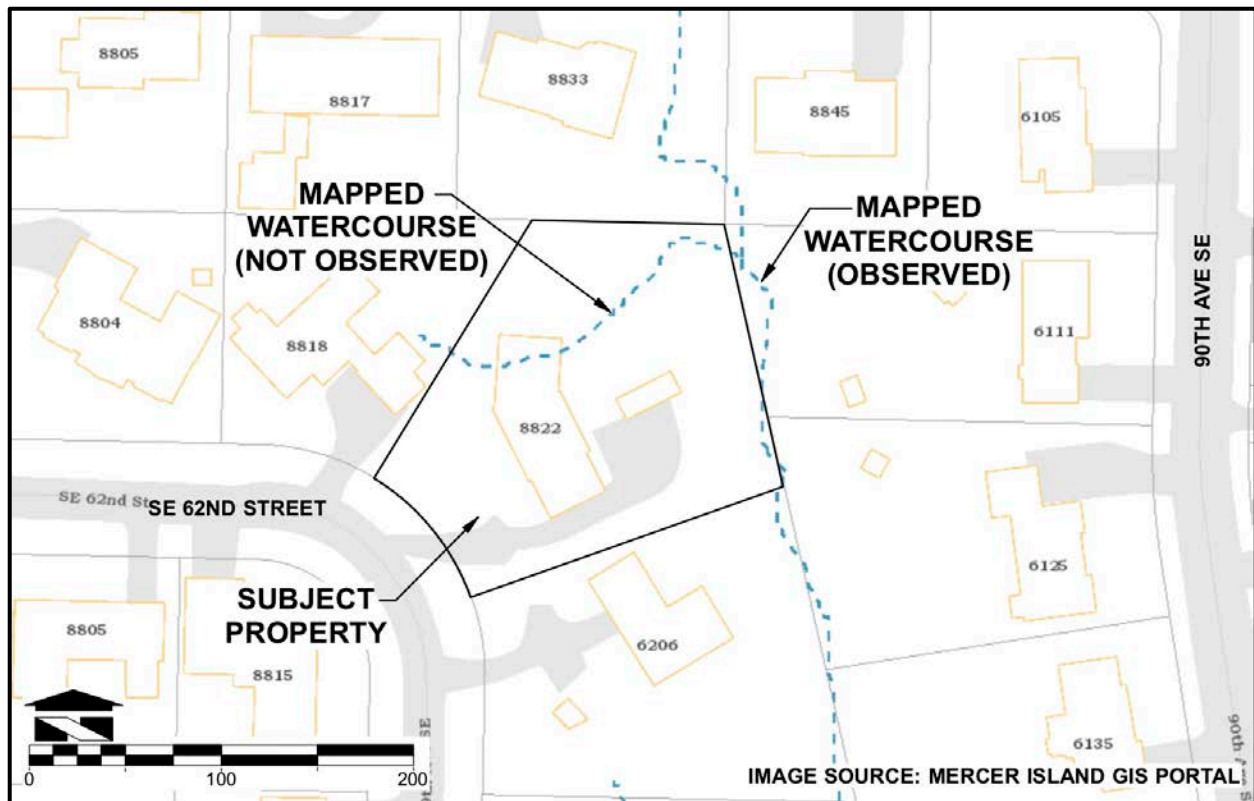 8805
8817
8833
8845
6105
MAPPED
WATERCOURSE
(NOT OBSERVED)
MAPPED
WATERCOURSE
(OBSERVED)
90TH AVE SE
8804
8818
6111
8822
SE 62nd St
SE 62ND STREET
SUBJECT
PROPERTY
6125
8805
8815
6206
6135
90th Ave S
0
100
200
IMAGE SOURCE: MERCER ISLAND GIS PORTAL